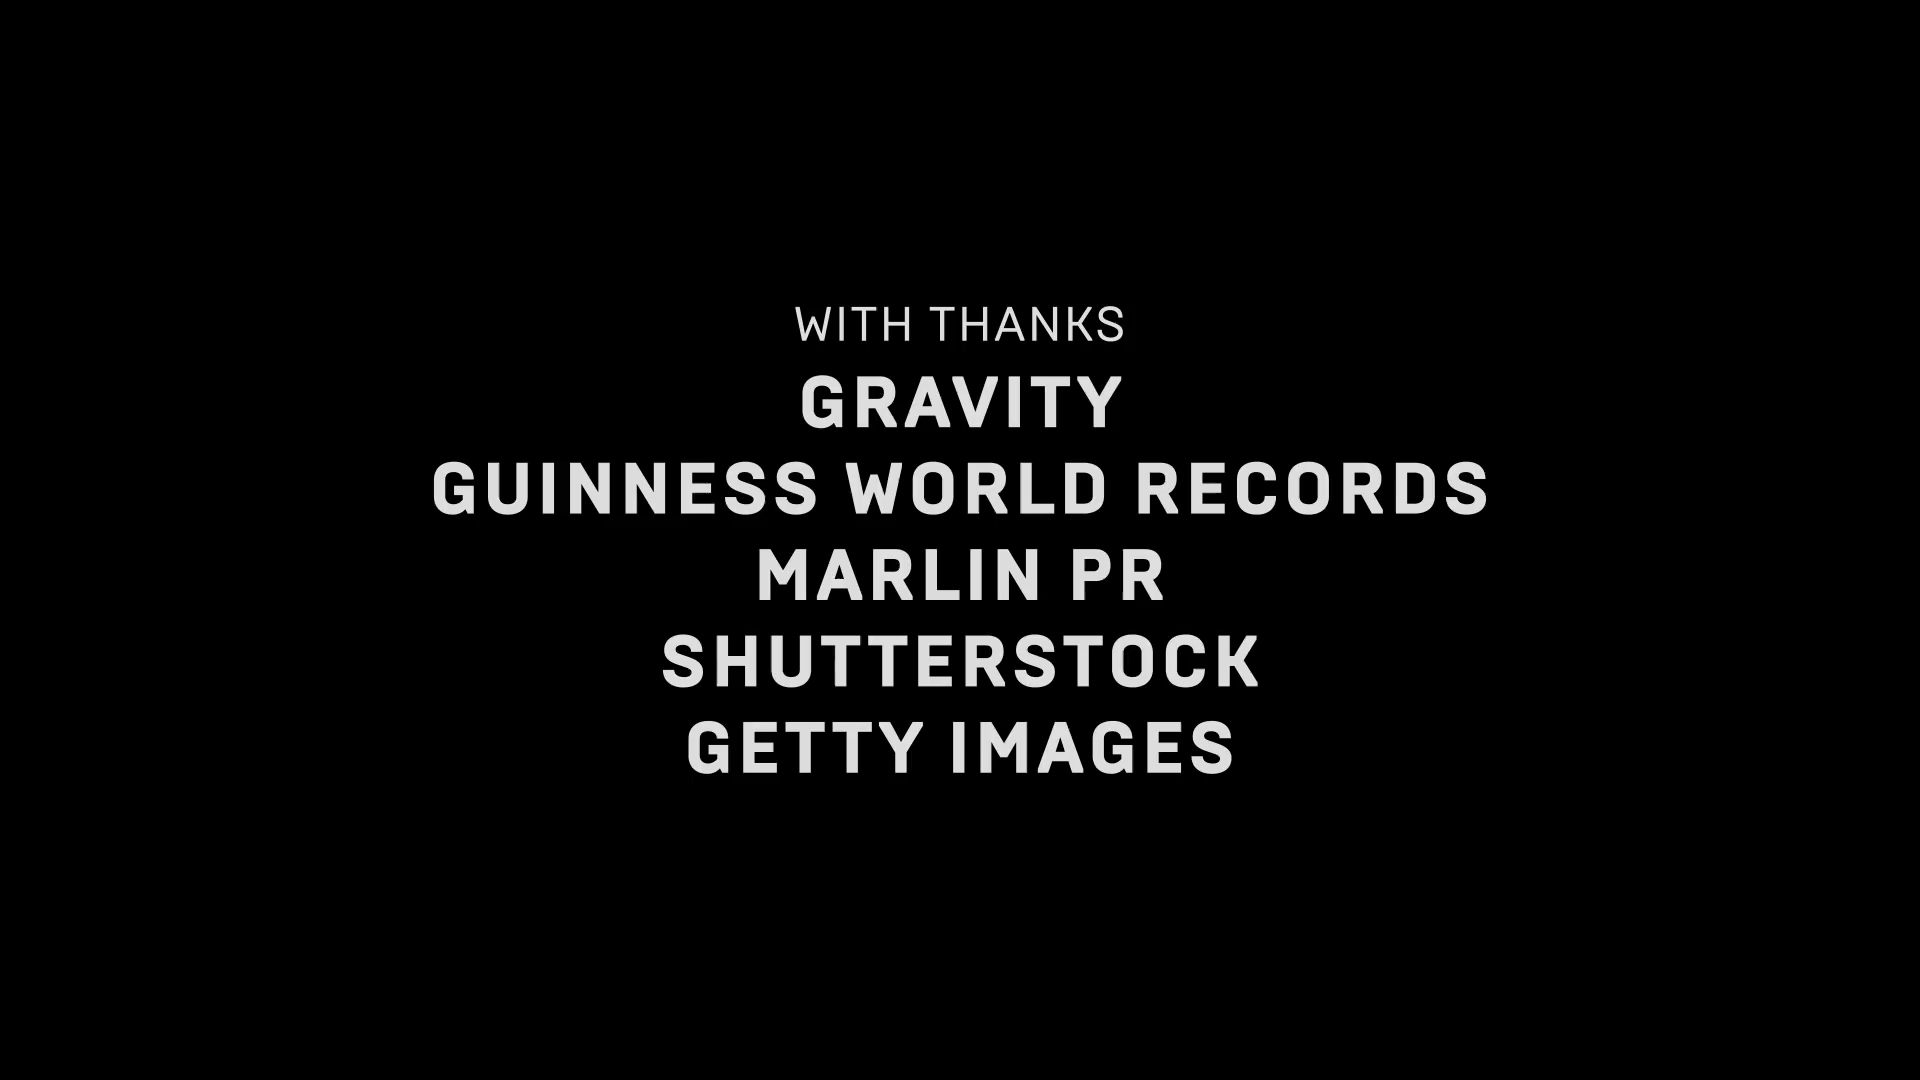 WITH THANKS
GRAVITY
GUINNESS WORLD RECORDS
MARLIN PR
SHUTTERSTOCK
GETTY IMAGES